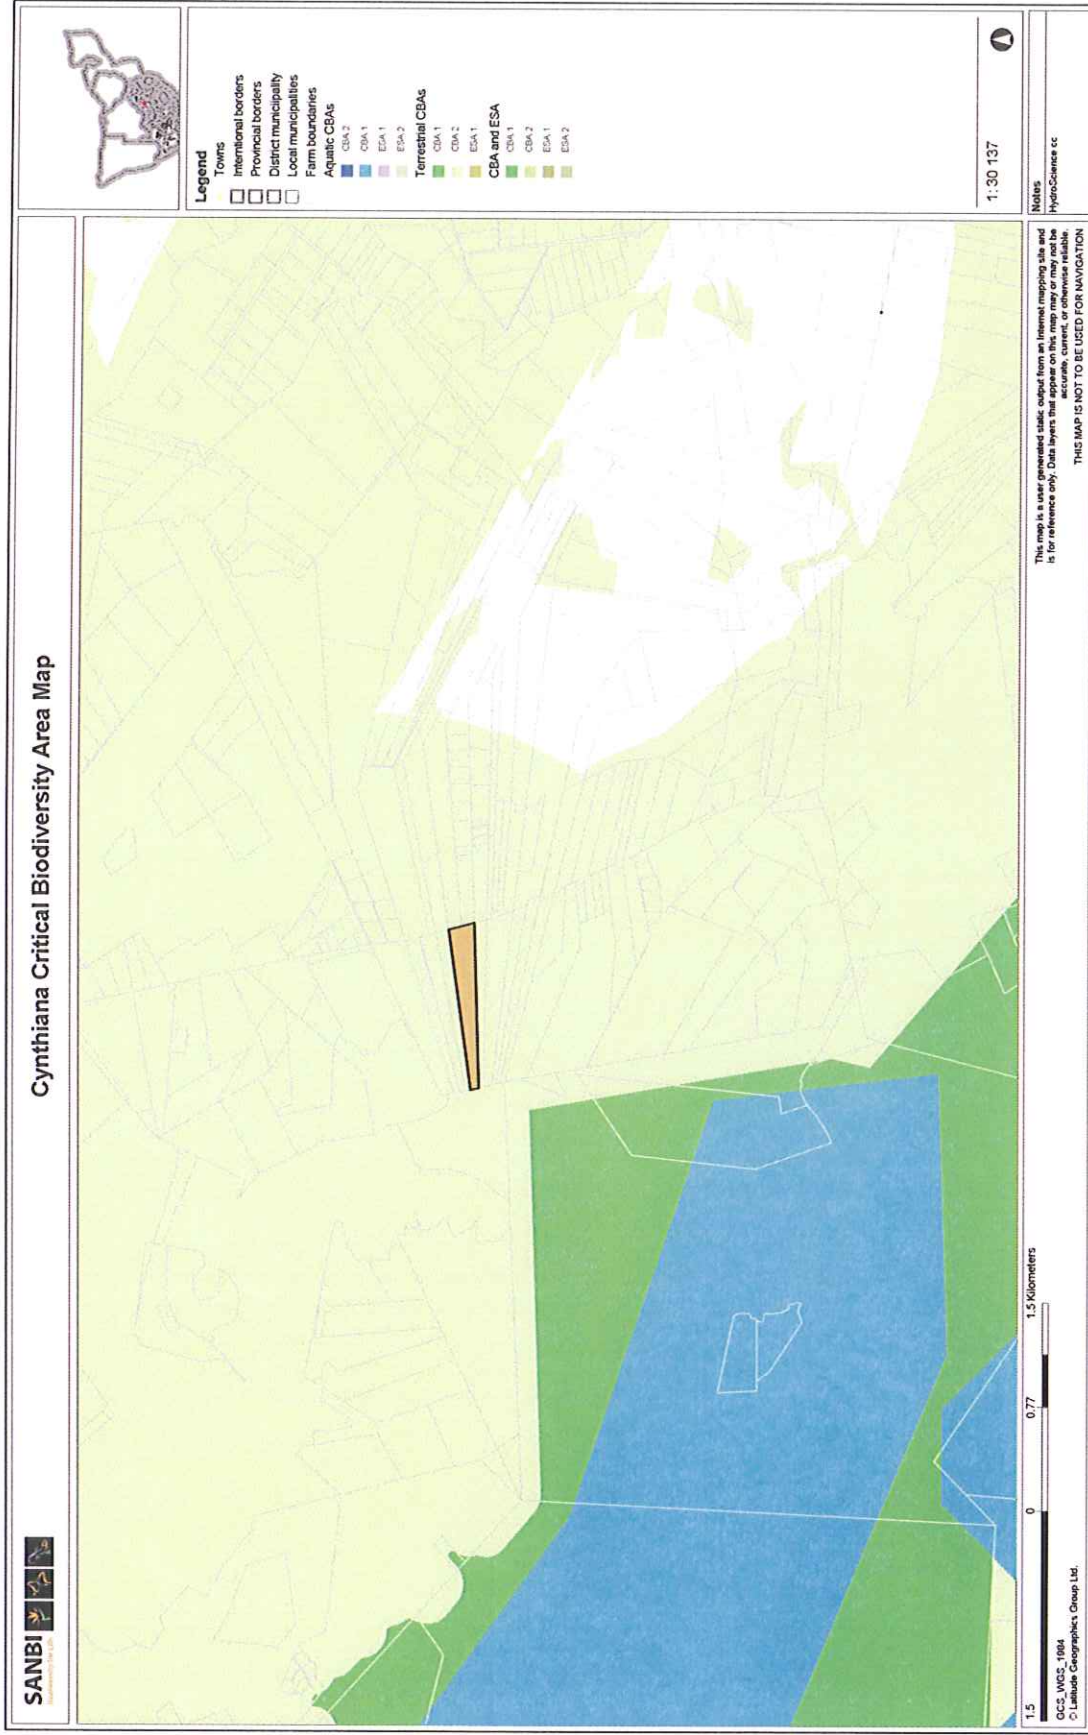 SANBI
Cynthiana Critical Biodiversity Area Map
Legend
Towns
Interntional borders
Provincial borders
District municipality
Local municipalities
Farm boundaries
Aquatic CBAs
CBA 2
CBA 1
ESA 1
ESA 2
Terrestrial CBAs
CBA 1
CBA 2
ESA 1
CBA and ESA
CBA 1
CBA 2
ESA 1
ESA 2
1: 30 137
1.5
0
0.77
1.5 Kilometers
GCS_WGS_1984
© Latitude Geographics Group Ltd.
This map is a user generated static output from an Internet mapping site and
is for reference only. Data layers that appear on this map may or may not be
accurate, current, or otherwise reliable.
THIS MAP IS NOT TO BE USED FOR NAVIGATION
Notes
HydroScience cc